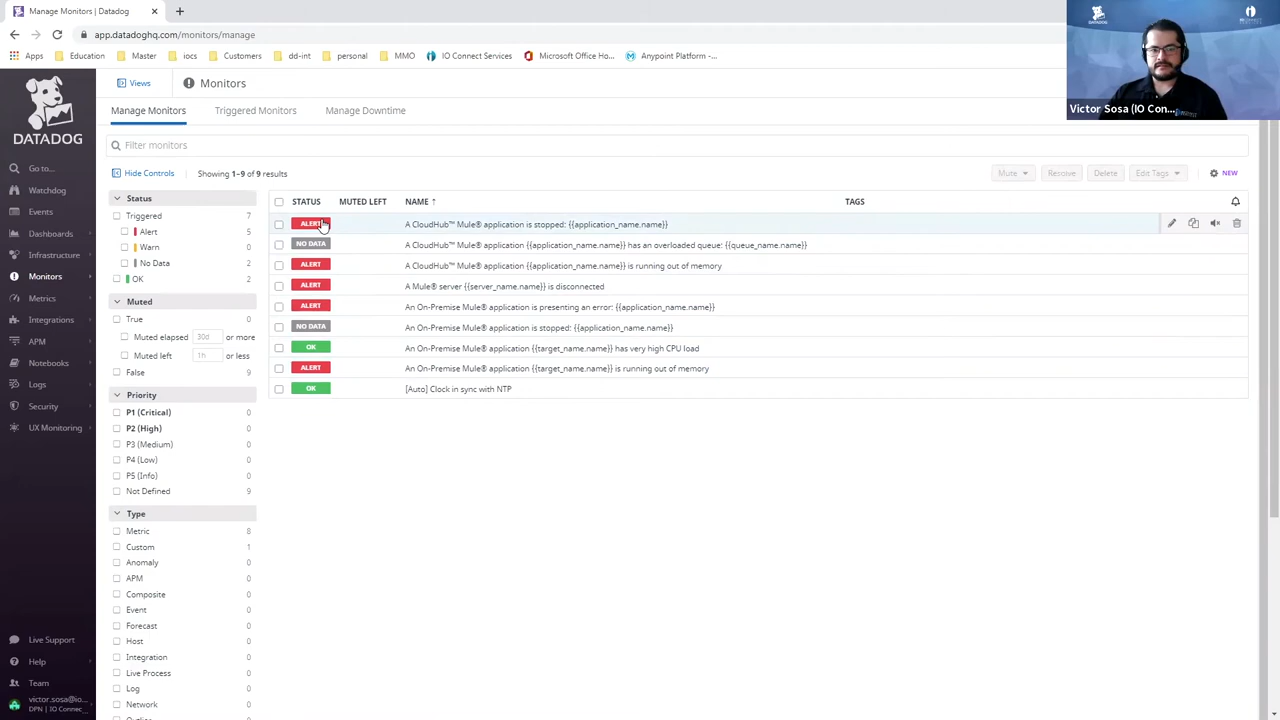 Manage Monitors | Datadog
app.datadoghq.com/monitors/manage
Apps Education Master iocs Customers dd-int personal MMO IO Connect Services Microsoft Office Ho... Anypoint Platform -...
Victor Sosa (IO Con...
DATADOG
Go to...
Watchdog
Events
Dashboards
Infrastructure
Monitors
Metrics
Integrations
APM
Notebooks
Logs
Security
UX Monitoring
Live Support
Help
Team
victor.sosa@io...
DPN | IO Connec...
Views
Monitors
Manage Monitors Triggered Monitors Manage Downtime
Filter monitors
Hide Controls Showing 1–9 of 9 results Mute Resolve Delete Edit Tags NEW
Status
Triggered 7
Alert 5
Warn 0
No Data 2
OK 2
Muted
True 0
Muted elapsed 30d or more
Muted left 1h or less
False 9
Priority
P1 (Critical) 0
P2 (High) 0
P3 (Medium) 0
P4 (Low) 0
P5 (Info) 0
Not Defined 9
Type
Metric 8
Custom 1
Anomaly 0
APM 0
Composite 0
Event 0
Forecast 0
Host 0
Integration 0
Live Process 0
Log 0
Network 0
STATUS MUTED LEFT NAME ↑ TAGS
ALERT A CloudHub™ Mule® application is stopped: {{application_name.name}}
NO DATA A CloudHub™ Mule® application {{application_name.name}} has an overloaded queue: {{queue_name.name}}
ALERT A CloudHub™ Mule® application {{application_name.name}} is running out of memory
ALERT A Mule® server {{server_name.name}} is disconnected
ALERT An On-Premise Mule® application is presenting an error: {{application_name.name}}
NO DATA An On-Premise Mule® application is stopped: {{application_name.name}}
OK An On-Premise Mule® application {{target_name.name}} has very high CPU load
ALERT An On-Premise Mule® application {{target_name.name}} is running out of memory
OK [Auto] Clock in sync with NTP